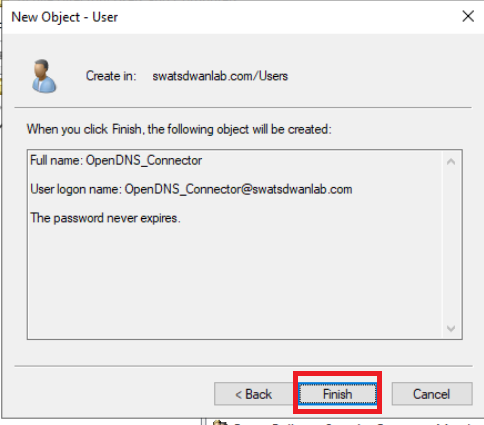 New Object - User
Create in: swatsdwanlab.com/Users
When you click Finish, the following object will be created:
Full name: OpenDNS_Connector
User logon name: OpenDNS_Connector@swatsdwanlab.com
The password never expires.
< Back Finish Cancel